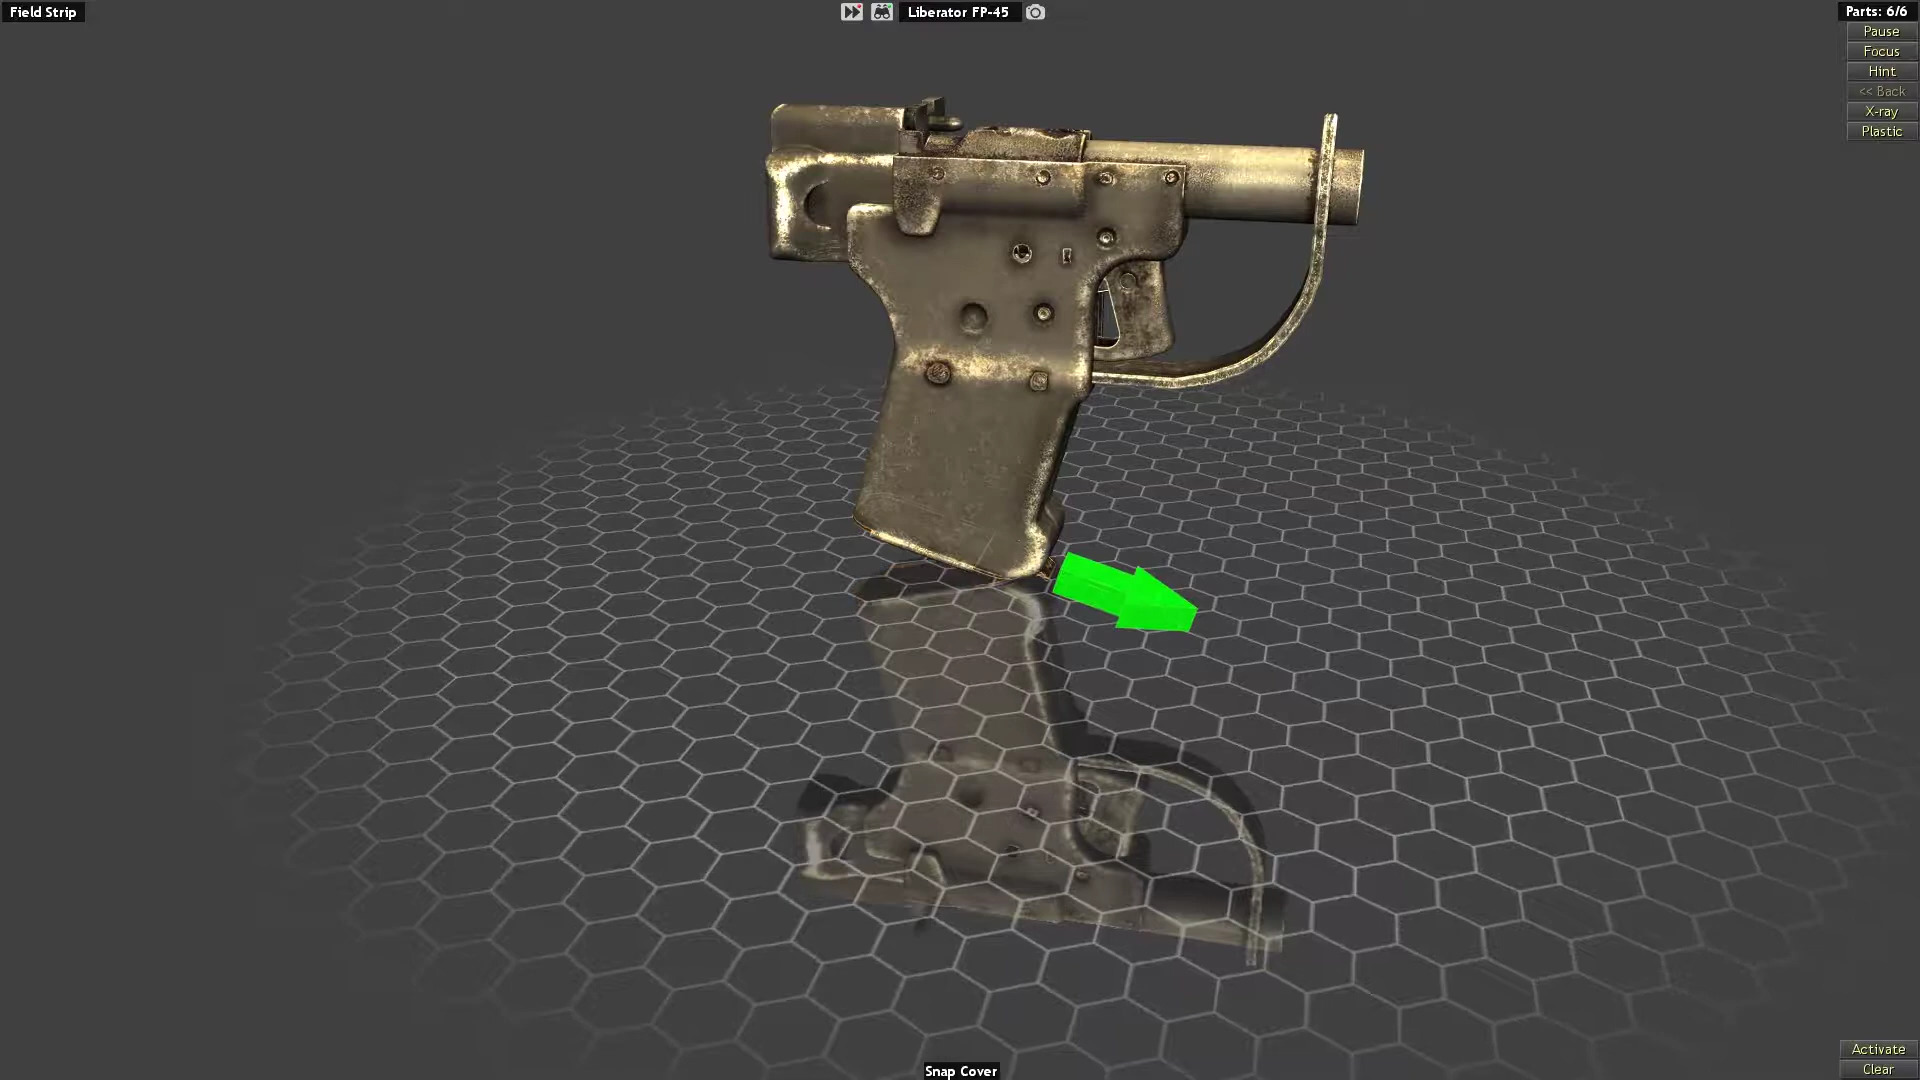 Field Strip
Liberator FP-45
Parts: 6/6
Pause
Focus
Hint
<< Back
X-ray
Plastic
Snap Cover
Activate
Clear